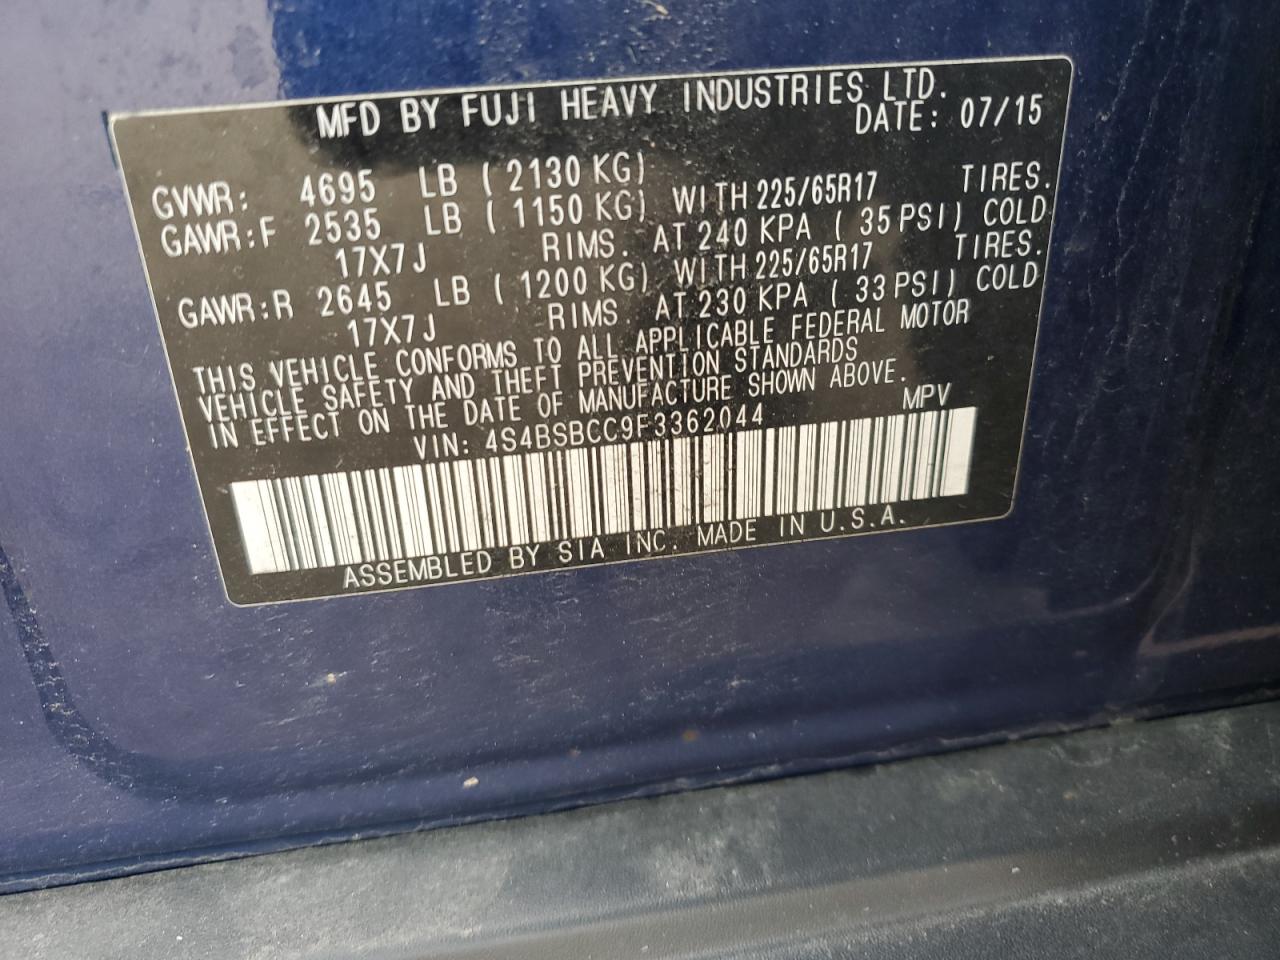 MFD BY FUJI HEAVY INDUSTRIES LTD.
DATE: 07/15
GVWR: 4695 LB ( 2130 KG)
GAWR:F 2535 LB ( 1150 KG) WITH 225/65R17 TIRES.
17X7J RIMS. AT 240 KPA ( 35 PSI) COLD
GAWR:R 2645 LB ( 1200 KG) WITH 225/65R17 TIRES.
17X7J RIMS AT 230 KPA ( 33 PSI) COLD
THIS VEHICLE CONFORMS TO ALL APPLICABLE FEDERAL MOTOR
VEHICLE SAFETY AND THEFT PREVENTION STANDARDS
IN EFFECT ON THE DATE OF MANUFACTURE SHOWN ABOVE.
VIN: 4S4BSBCC9F3362044 MPV
ASSEMBLED BY SIA INC. MADE IN U.S.A.